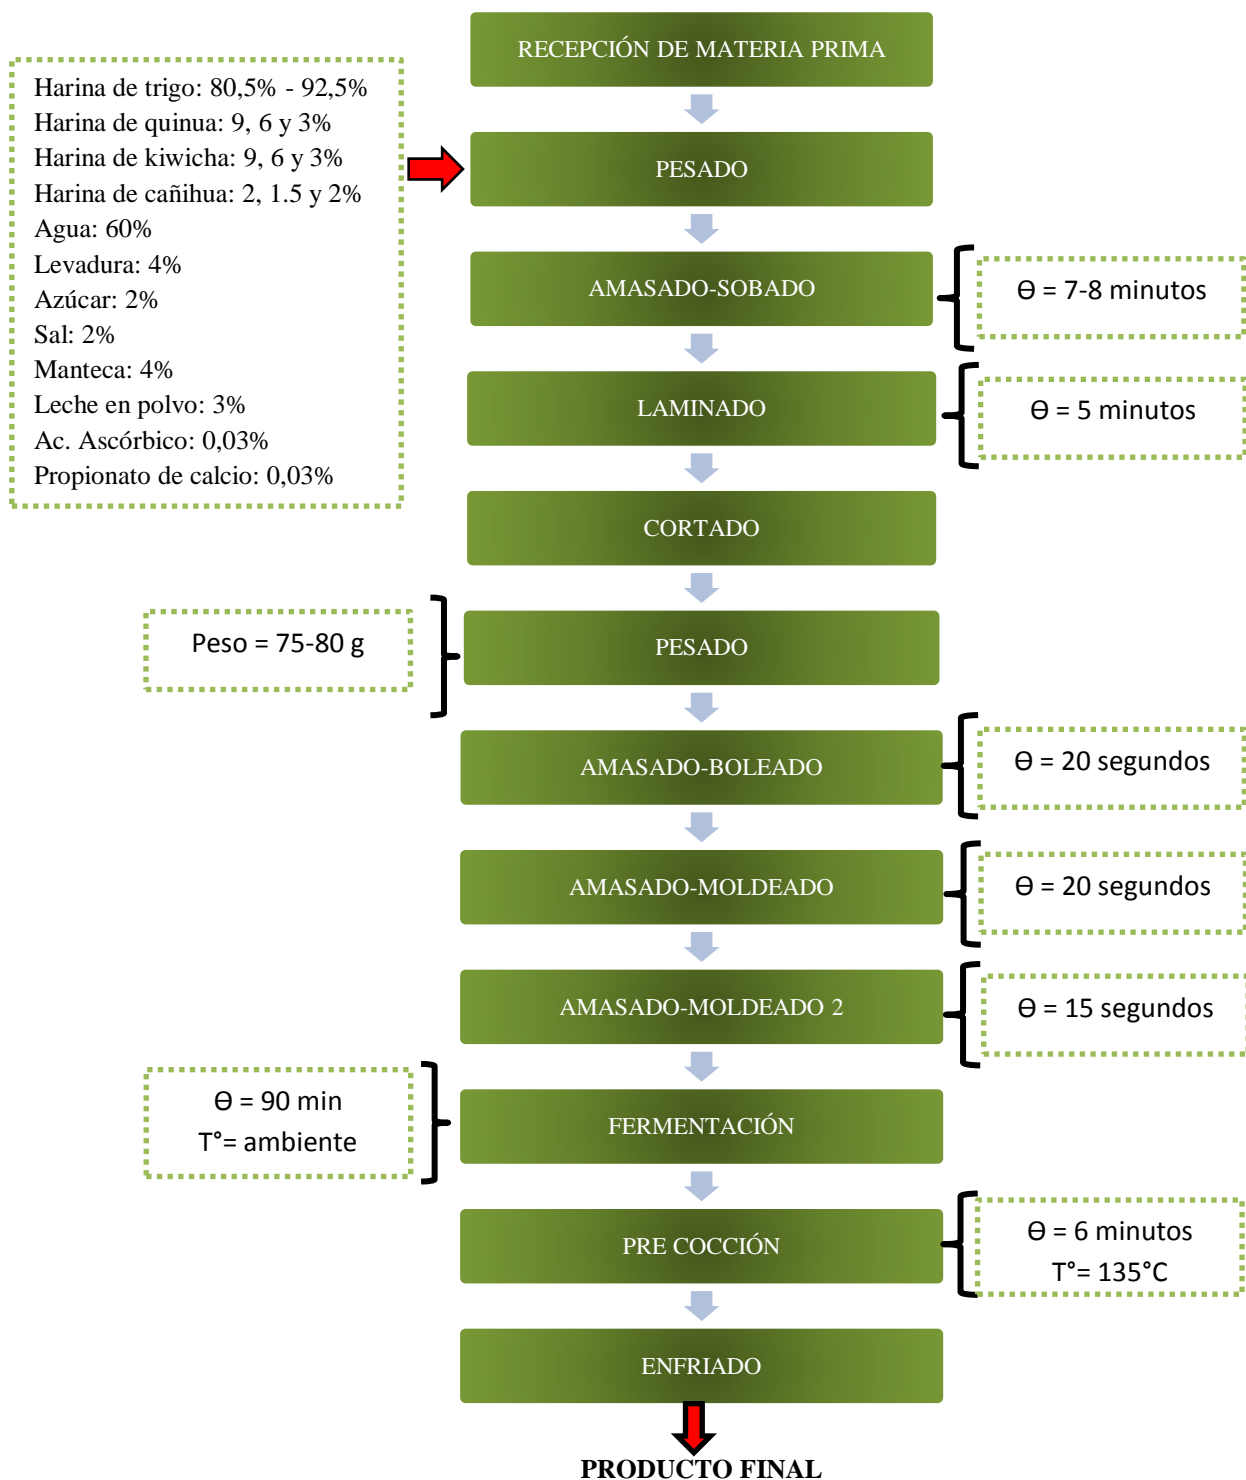 RECEPCIÓN DE MATERIA PRIMA
Harina de trigo: 80,5% - 92,5%
Harina de quinua: 9, 6 y 3%
Harina de kiwicha: 9, 6 y 3%
Harina de cañihua: 2, 1.5 y 2%
Agua: 60%
Levadura: 4%
Azúcar: 2%
Sal: 2%
Manteca: 4%
Leche en polvo: 3%
Ac. Ascórbico: 0,03%
Propionato de calcio: 0,03%
PESADO
AMASADO-SOBADO
ϴ = 7-8 minutos
LAMINADO
ϴ = 5 minutos
CORTADO
Peso = 75-80 g
PESADO
AMASADO-BOLEADO
ϴ = 20 segundos
AMASADO-MOLDEADO
ϴ = 20 segundos
AMASADO-MOLDEADO 2
ϴ = 15 segundos
ϴ = 90 min
T°= ambiente
FERMENTACIÓN
PRE COCCIÓN
ϴ = 6 minutos
T°= 135°C
ENFRIADO
PRODUCTO FINAL